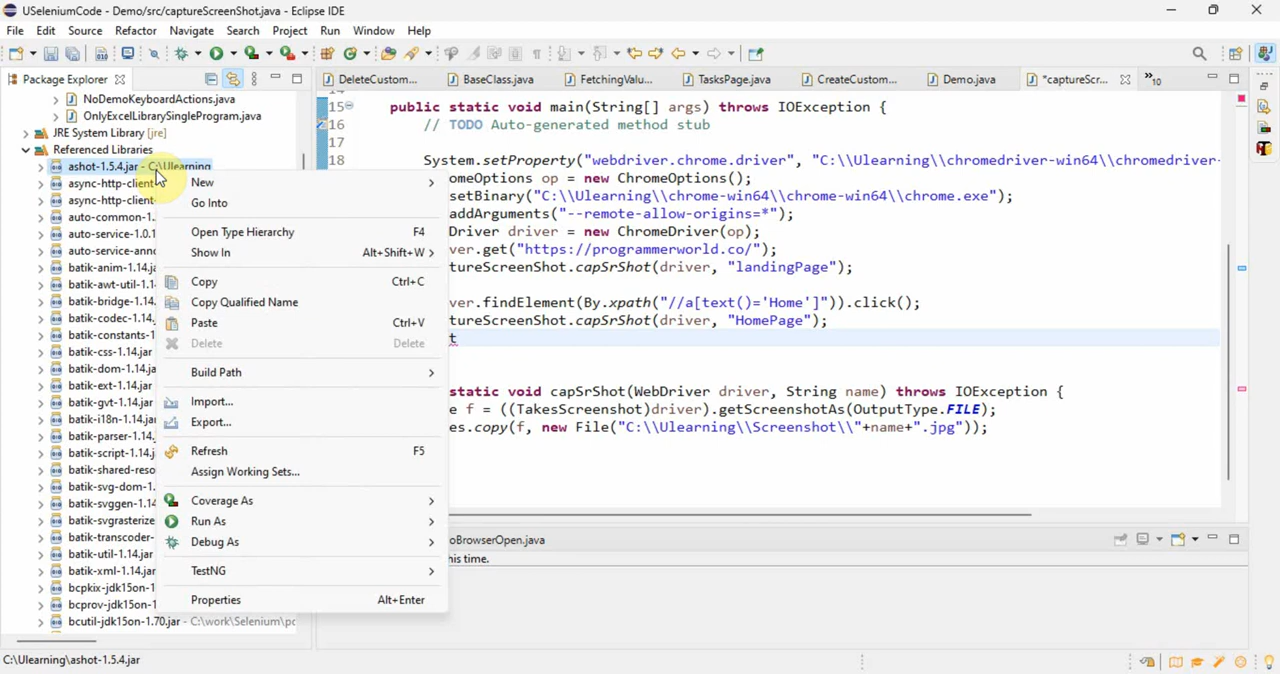 USeleniumCode - Demo/src/captureScreenShot.java - Eclipse IDE
File Edit Source Refactor Navigate Search Project Run Window Help
Package Explorer
DeleteCustom... BaseClass.java FetchingValu... TasksPage.java CreateCustom... Demo.java *captureScr... »10
NoDemoKeyboardActions.java
OnlyExcelLibrarySingleProgram.java
JRE System Library [jre]
Referenced Libraries
ashot-1.5.4.jar - C:\Ulearning
async-http-client
async-http-client
auto-common-1.
auto-service-1.0.1
auto-service-anno
batik-anim-1.14.ja
batik-awt-util-1.1
batik-bridge-1.14.
batik-codec-1.14.j
batik-constants-1
batik-css-1.14.jar
batik-dom-1.14.ja
batik-ext-1.14.jar
batik-gvt-1.14.jar
batik-i18n-1.14.jar
batik-parser-1.14.
batik-script-1.14.j
batik-shared-reso
batik-svg-dom-1.
batik-svggen-1.14
batik-svgrasterize
batik-transcoder-
batik-util-1.14.jar
batik-xml-1.14.jar
bcpkix-jdk15on-1
bcprov-jdk15on-1
bcutil-jdk15on-1.70.jar - C:\work\Selenium\pc
New
Go Into
Open Type Hierarchy F4
Show In Alt+Shift+W
Copy Ctrl+C
Copy Qualified Name
Paste Ctrl+V
Delete Delete
Build Path
Import...
Export...
Refresh F5
Assign Working Sets...
Coverage As
Run As
Debug As
TestNG
Properties Alt+Enter
15 public static void main(String[] args) throws IOException {
16 // TODO Auto-generated method stub
17
18 System.setProperty("webdriver.chrome.driver", "C:\\Ulearning\\chromedriver-win64\\chromedriver-
omeOptions op = new ChromeOptions();
setBinary("C:\\Ulearning\\chrome-win64\\chrome-win64\\chrome.exe");
addArguments("--remote-allow-origins=*");
Driver driver = new ChromeDriver(op);
ver.get("https://programmerworld.co/");
tureScreenShot.capSrShot(driver, "landingPage");
ver.findElement(By.xpath("//a[text()='Home']")).click();
tureScreenShot.capSrShot(driver, "HomePage");
t
static void capSrShot(WebDriver driver, String name) throws IOException {
e f = ((TakesScreenshot)driver).getScreenshotAs(OutputType.FILE);
es.copy(f, new File("C:\\Ulearning\\Screenshot\\"+name+".jpg"));
oBrowserOpen.java
his time.
C:\Ulearning\ashot-1.5.4.jar